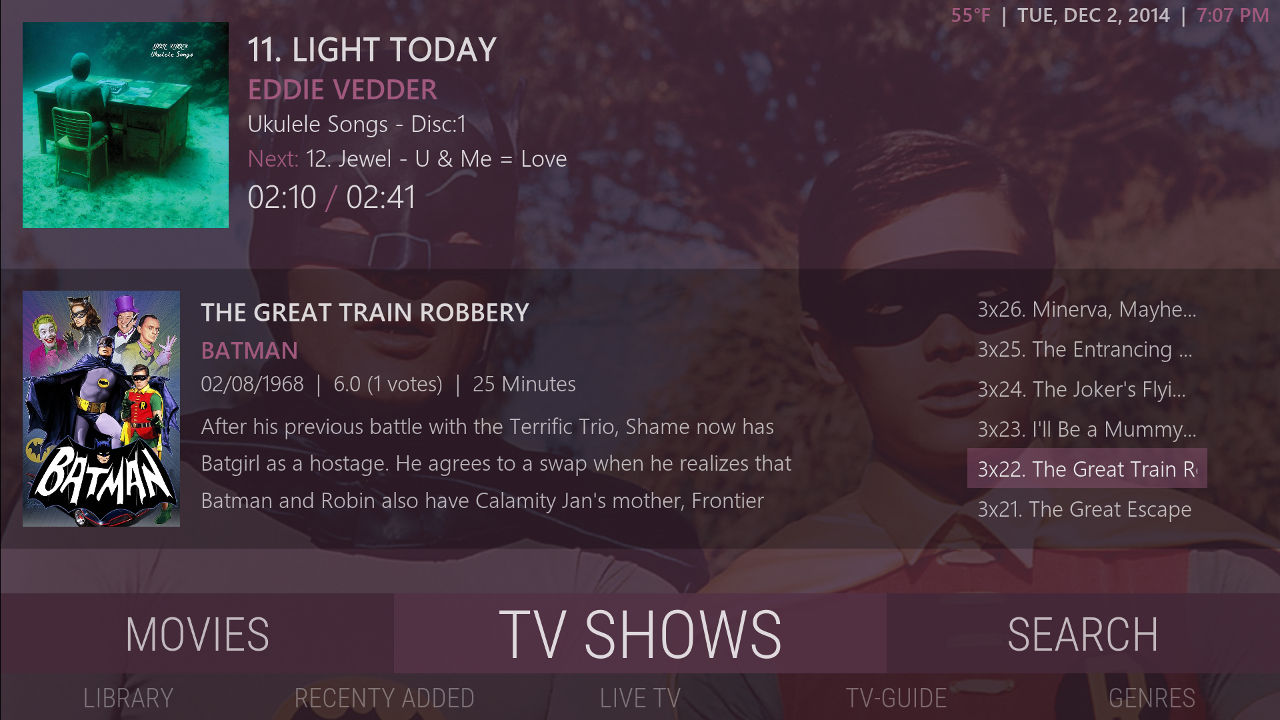 55°F | TUE, DEC 2, 2014 | 7:07 PM
EDDIE VEDDER
Ukulele Songs
11. LIGHT TODAY
EDDIE VEDDER
Ukulele Songs - Disc:1
Next: 12. Jewel - U & Me = Love
02:10 / 02:41
BATMAN
THE GREAT TRAIN ROBBERY
BATMAN
02/08/1968 | 6.0 (1 votes) | 25 Minutes
After his previous battle with the Terrific Trio, Shame now has
Batgirl as a hostage. He agrees to a swap when he realizes that
Batman and Robin also have Calamity Jan's mother, Frontier
3x26. Minerva, Mayhe...
3x25. The Entrancing ...
3x24. The Joker's Flyi...
3x23. I'll Be a Mummy...
3x22. The Great Train R
3x21. The Great Escape
MOVIES
TV SHOWS
SEARCH
LIBRARY
RECENTY ADDED
LIVE TV
TV-GUIDE
GENRES